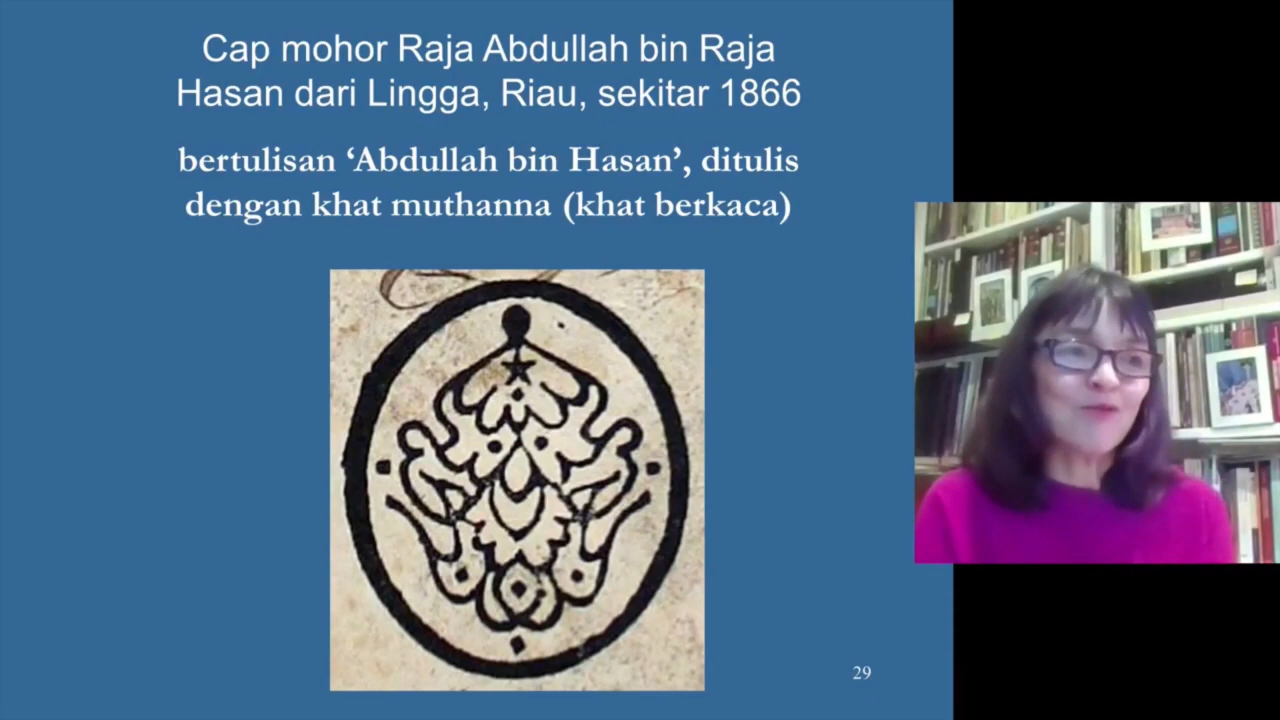 Cap mohor Raja Abdullah bin Raja
Hasan dari Lingga, Riau, sekitar 1866
bertulisan ‘Abdullah bin Hasan’, ditulis
dengan khat muthanna (khat berkaca)
29